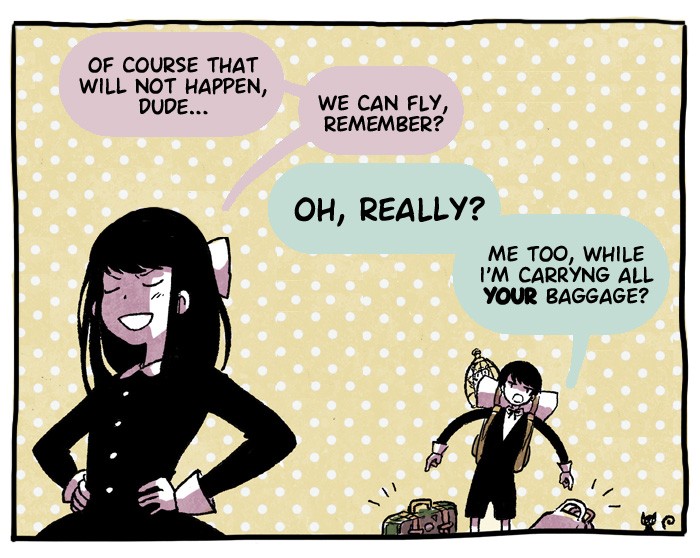 OF COURSE THAT
WILL NOT HAPPEN,
DUDE...
WE CAN FLY,
REMEMBER?
OH, REALLY?
ME TOO, WHILE
I'M CARRYNG ALL
YOUR BAGGAGE?